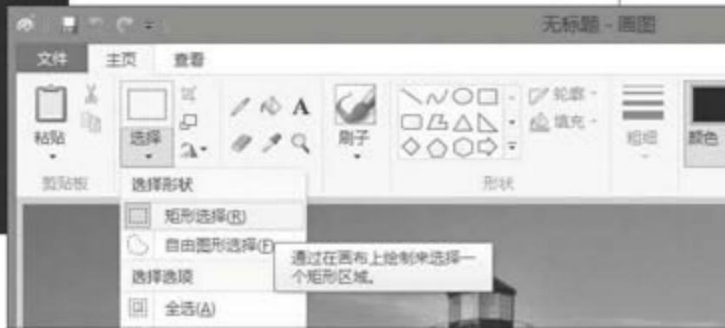 无标题 - 画图
文件 主页 查看
粘贴 选择 A 刷子 轮廓 填充 粗细 颜色
剪贴板 形状
选择形状
矩形选择(R)
自由图形选择(F)
通过在画布上绘制来选择一
个矩形区域。
选择选项
全选(A)